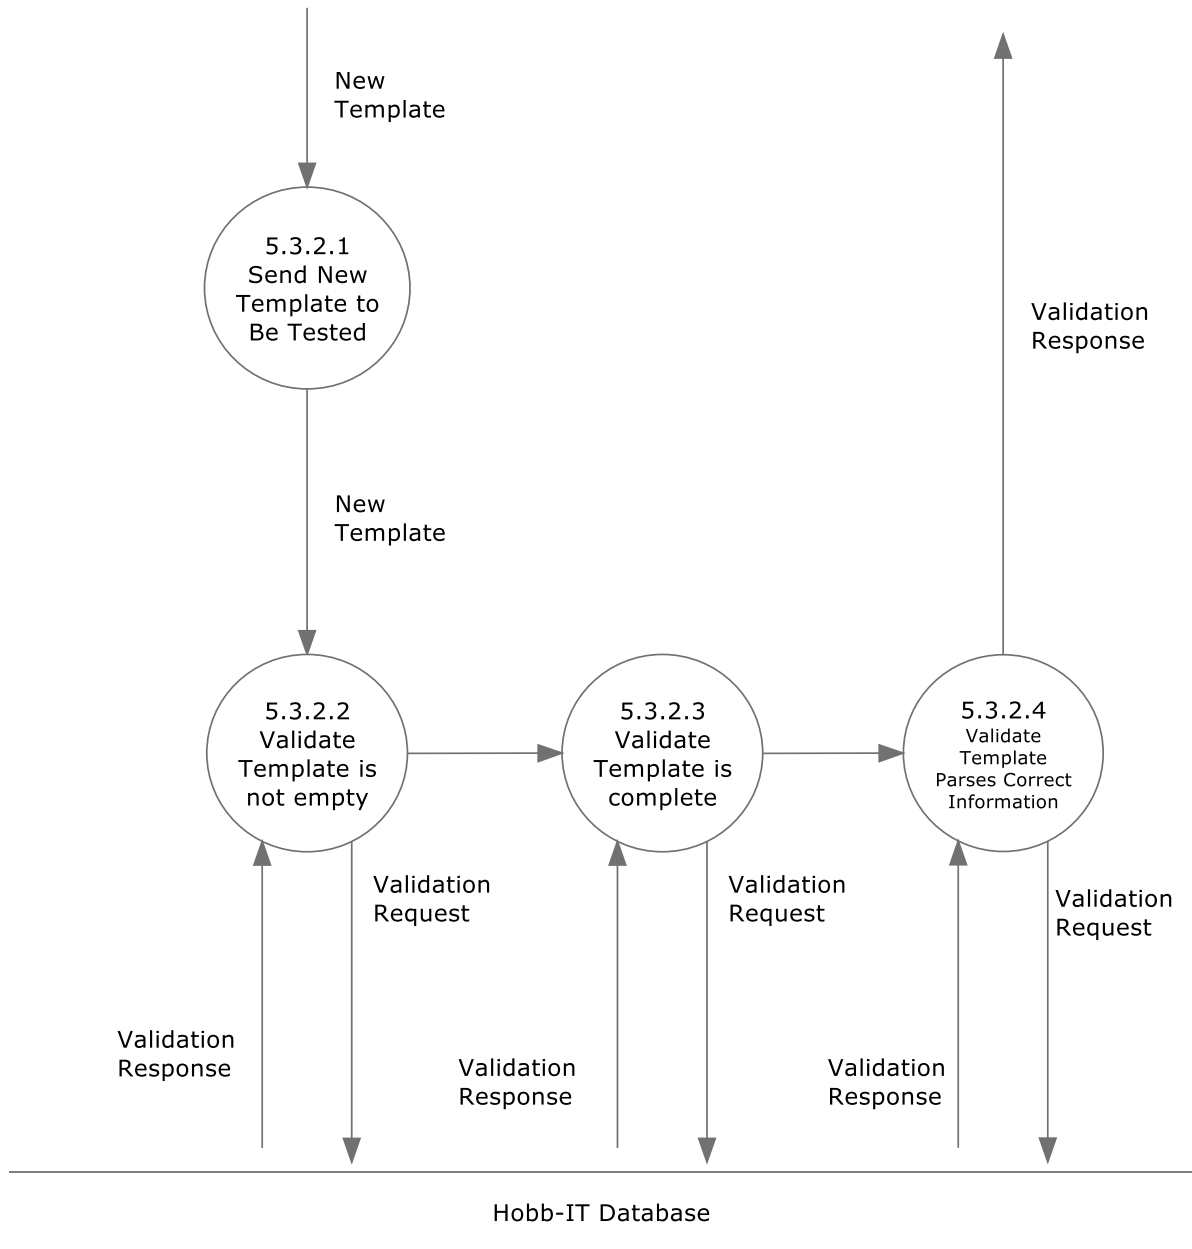 New
Template
5.3.2.1
Send New
Template to
Be Tested
Validation
Response
New
Template
5.3.2.2
Validate
Template is
not empty
5.3.2.3
Validate
Template is
complete
5.3.2.4
Validate
Template
Parses Correct
Information
Validation
Request
Validation
Request
Validation
Request
Validation
Response
Validation
Response
Validation
Response
Hobb-IT Database